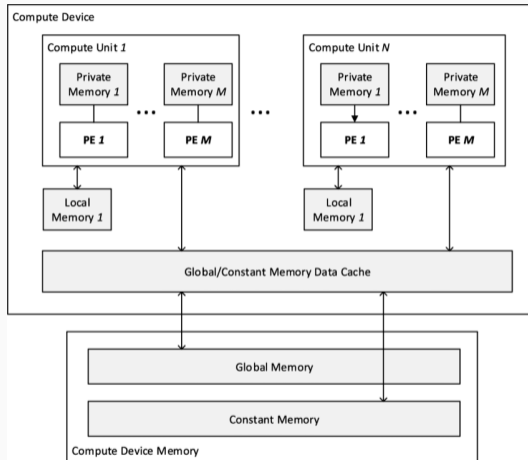 Compute Device
Compute Unit 1
Compute Unit N
Private
Memory 1
Private
Memory M
Private
Memory 1
Private
Memory M
...
...
...
PE 1
PE M
PE 1
PE M
Local
Memory 1
Local
Memory 1
Global/Constant Memory Data Cache
Global Memory
Constant Memory
Compute Device Memory